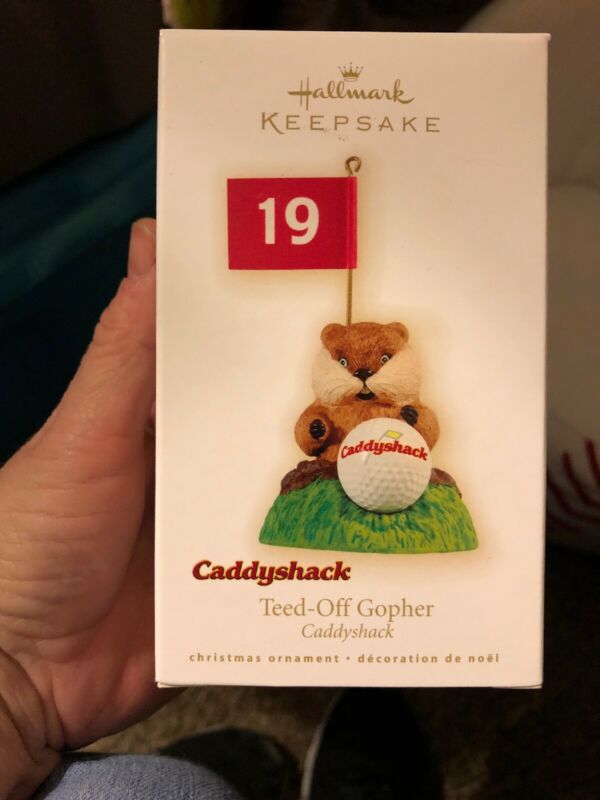 Hallmark
KEEPSAKE
19
Caddyshack
Caddyshack
Teed-Off Gopher
Caddyshack
christmas ornament • décoration de noël